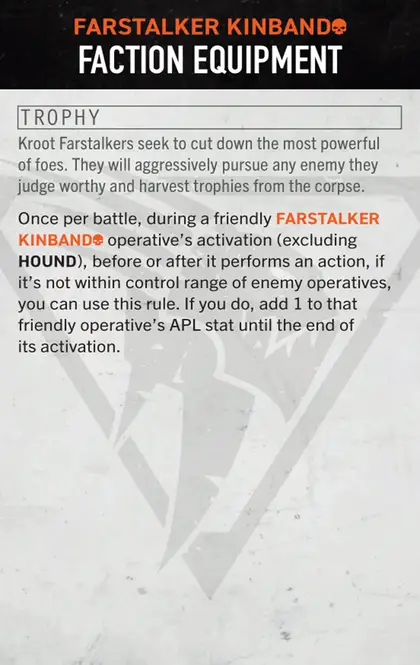 FARSTALKER KINBAND
FACTION EQUIPMENT
TROPHY
Kroot Farstalkers seek to cut down the most powerful
of foes. They will aggressively pursue any enemy they
judge worthy and harvest trophies from the corpse.
Once per battle, during a friendly FARSTALKER
KINBAND operative’s activation (excluding
HOUND), before or after it performs an action, if
it’s not within control range of enemy operatives,
you can use this rule. If you do, add 1 to that
friendly operative’s APL stat until the end of
its activation.